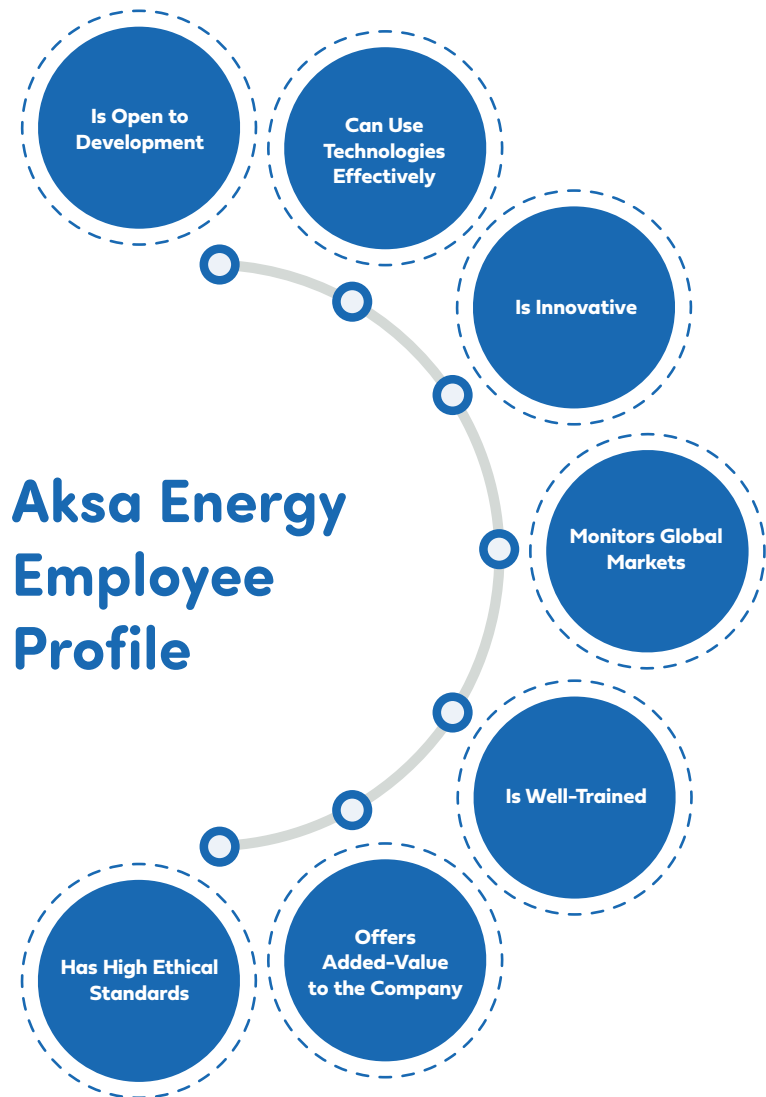 Is Open to
Development
Can Use
Technologies
Effectively
Is Innovative
Aksa Energy
Employee
Profile
Monitors Global
Markets
Is Well-Trained
Offers
Added-Value
to the Company
Has High Ethical
Standards